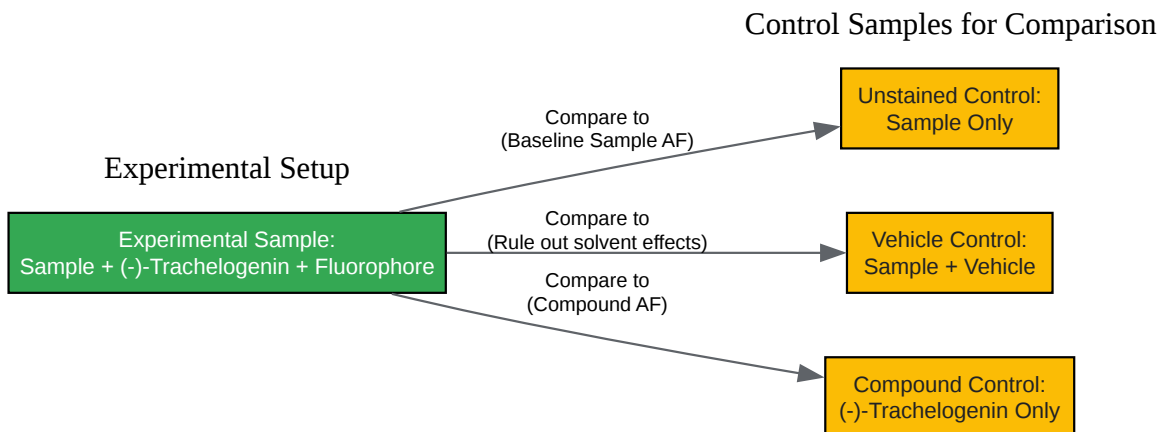 Control Samples for Comparison
Unstained Control:
Sample Only
Compare to
(Baseline Sample AF)
Experimental Setup
Experimental Sample:
Sample + (-)-Trachelogenin + Fluorophore
Compare to
(Rule out solvent effects)
Vehicle Control:
Sample + Vehicle
Compare to
(Compound AF)
Compound Control:
(-)-Trachelogenin Only